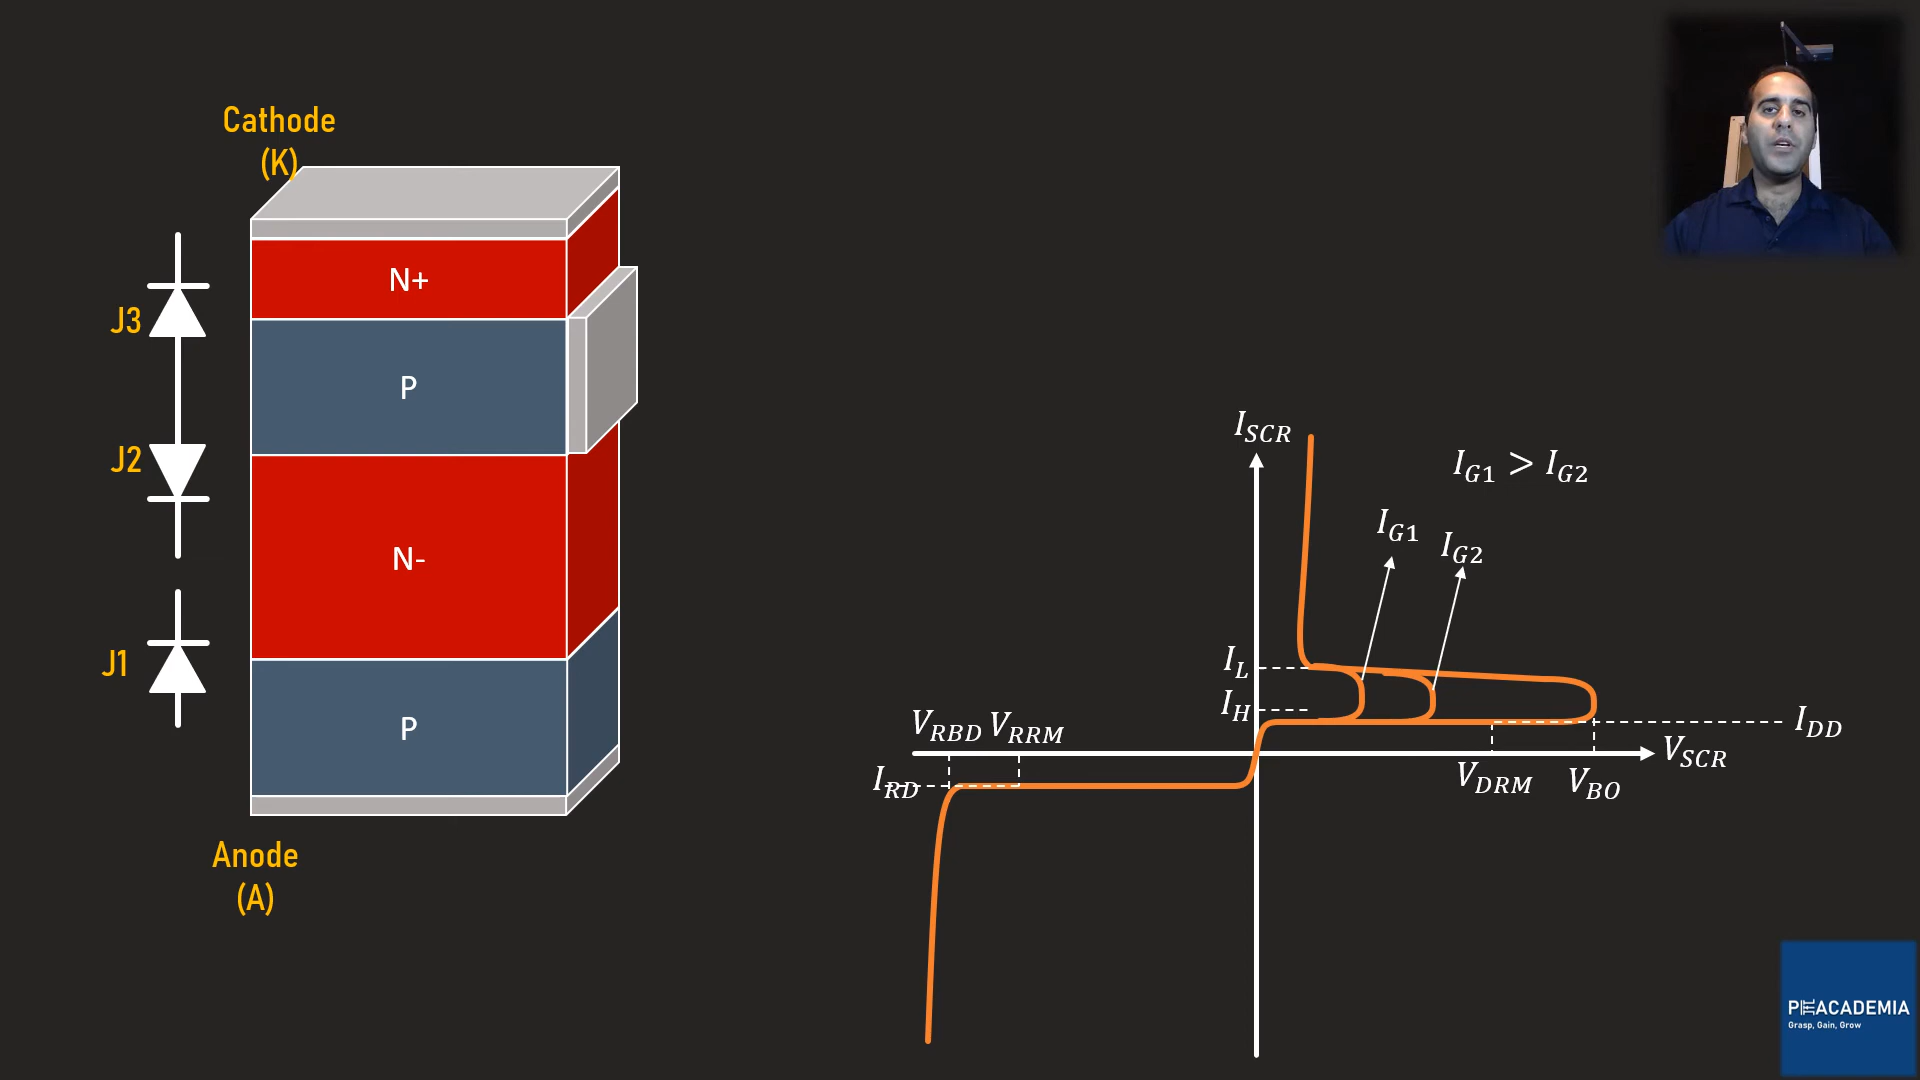 Cathode
(K)
N+
J3
P
J2
N-
J1
P
Anode
(A)
I_SCR
I_G1 > I_G2
I_G1
I_G2
I_L
I_H
V_RBD V_RRM
I_DD
V_SCR
I_RD
V_DRM
V_BO
ACADEMIA
Grasp, Gain, Grow